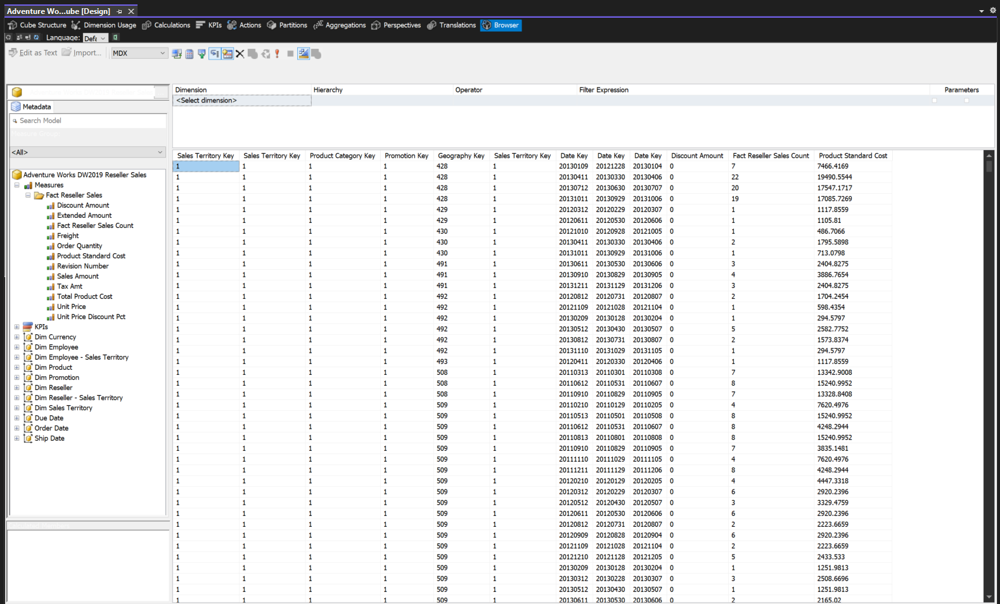 Adventure Wo...ube [Design]
Cube Structure Dimension Usage Calculations KPIs Actions Partitions Aggregations Perspectives Translations Browser
Language: Defa
Edit as Text Import... MDX
Dimension Hierarchy Operator Filter Expression Parameters
<Select dimension>
Metadata
Search Model
Measure Group:
<All>
Adventure Works DW2019 Reseller Sales
Measures
Fact Reseller Sales
Discount Amount
Extended Amount
Fact Reseller Sales Count
Freight
Order Quantity
Product Standard Cost
Revision Number
Sales Amount
Tax Amt
Total Product Cost
Unit Price
Unit Price Discount Pct
KPIs
Dim Currency
Dim Employee
Dim Employee - Sales Territory
Dim Product
Dim Promotion
Dim Reseller
Dim Reseller - Sales Territory
Dim Sales Territory
Due Date
Order Date
Ship Date
Calculated Members
Sales Territory Key Sales Territory Key Product Category Key Promotion Key Geography Key Sales Territory Key Date Key Date Key Date Key Discount Amount Fact Reseller Sales Count Product Standard Cost
1 1 1 1 428 1 20130109 20121228 20130104 0 7 7466.4169
1 1 1 1 428 1 20130411 20130330 20130406 0 22 19490.5544
1 1 1 1 428 1 20130712 20130630 20130707 0 20 17547.1717
1 1 1 1 428 1 20131011 20130929 20131006 0 19 17085.7269
1 1 1 1 429 1 20120312 20120229 20120307 0 1 1117.8559
1 1 1 1 429 1 20120611 20120530 20120606 0 1 1105.81
1 1 1 1 430 1 20121010 20120928 20121005 0 1 486.7066
1 1 1 1 430 1 20130411 20130330 20130406 0 2 1795.5898
1 1 1 1 430 1 20131011 20130929 20131006 0 1 713.0798
1 1 1 1 491 1 20130611 20130530 20130606 0 3 2404.8275
1 1 1 1 491 1 20130910 20130829 20130905 0 4 3886.7654
1 1 1 1 491 1 20131211 20131129 20131206 0 3 2404.8275
1 1 1 1 492 1 20120812 20120731 20120807 0 2 1704.2454
1 1 1 1 492 1 20121109 20121028 20121104 0 1 598.4354
1 1 1 1 492 1 20130209 20130128 20130204 0 1 294.5797
1 1 1 1 492 1 20130512 20130430 20130507 0 5 2582.7752
1 1 1 1 492 1 20130812 20130731 20130807 0 2 1573.8374
1 1 1 1 492 1 20131110 20131029 20131105 0 1 294.5797
1 1 1 1 493 1 20120411 20120330 20120406 0 1 1117.8559
1 1 1 1 508 1 20110313 20110301 20110308 0 7 13342.9008
1 1 1 1 508 1 20110612 20110531 20110607 0 8 15240.9952
1 1 1 1 508 1 20110910 20110829 20110905 0 7 13328.8408
1 1 1 1 509 1 20110210 20110129 20110205 0 4 7620.4976
1 1 1 1 509 1 20110513 20110501 20110508 0 8 15240.9952
1 1 1 1 509 1 20110612 20110531 20110607 0 8 4248.2944
1 1 1 1 509 1 20110813 20110801 20110808 0 8 15240.9952
1 1 1 1 509 1 20110910 20110829 20110905 0 7 3835.1481
1 1 1 1 509 1 20111110 20111029 20111105 0 4 7620.4976
1 1 1 1 509 1 20111211 20111129 20111206 0 8 4248.2944
1 1 1 1 509 1 20120210 20120129 20120205 0 4 4447.3318
1 1 1 1 509 1 20120312 20120229 20120307 0 6 2920.2396
1 1 1 1 509 1 20120512 20120430 20120507 0 3 3329.4759
1 1 1 1 509 1 20120611 20120530 20120606 0 6 2920.2396
1 1 1 1 509 1 20120812 20120731 20120807 0 2 2223.6659
1 1 1 1 509 1 20120909 20120828 20120904 0 6 2920.2396
1 1 1 1 509 1 20121109 20121028 20121104 0 2 2223.6659
1 1 1 1 509 1 20121210 20121128 20121205 0 5 2433.533
1 1 1 1 509 1 20130209 20130128 20130204 0 1 1251.9813
1 1 1 1 509 1 20130312 20130228 20130307 0 3 2508.6696
1 1 1 1 509 1 20130512 20130430 20130507 0 1 1251.9813
1 1 1 1 509 1 20130611 20130530 20130606 0 2 2165.02